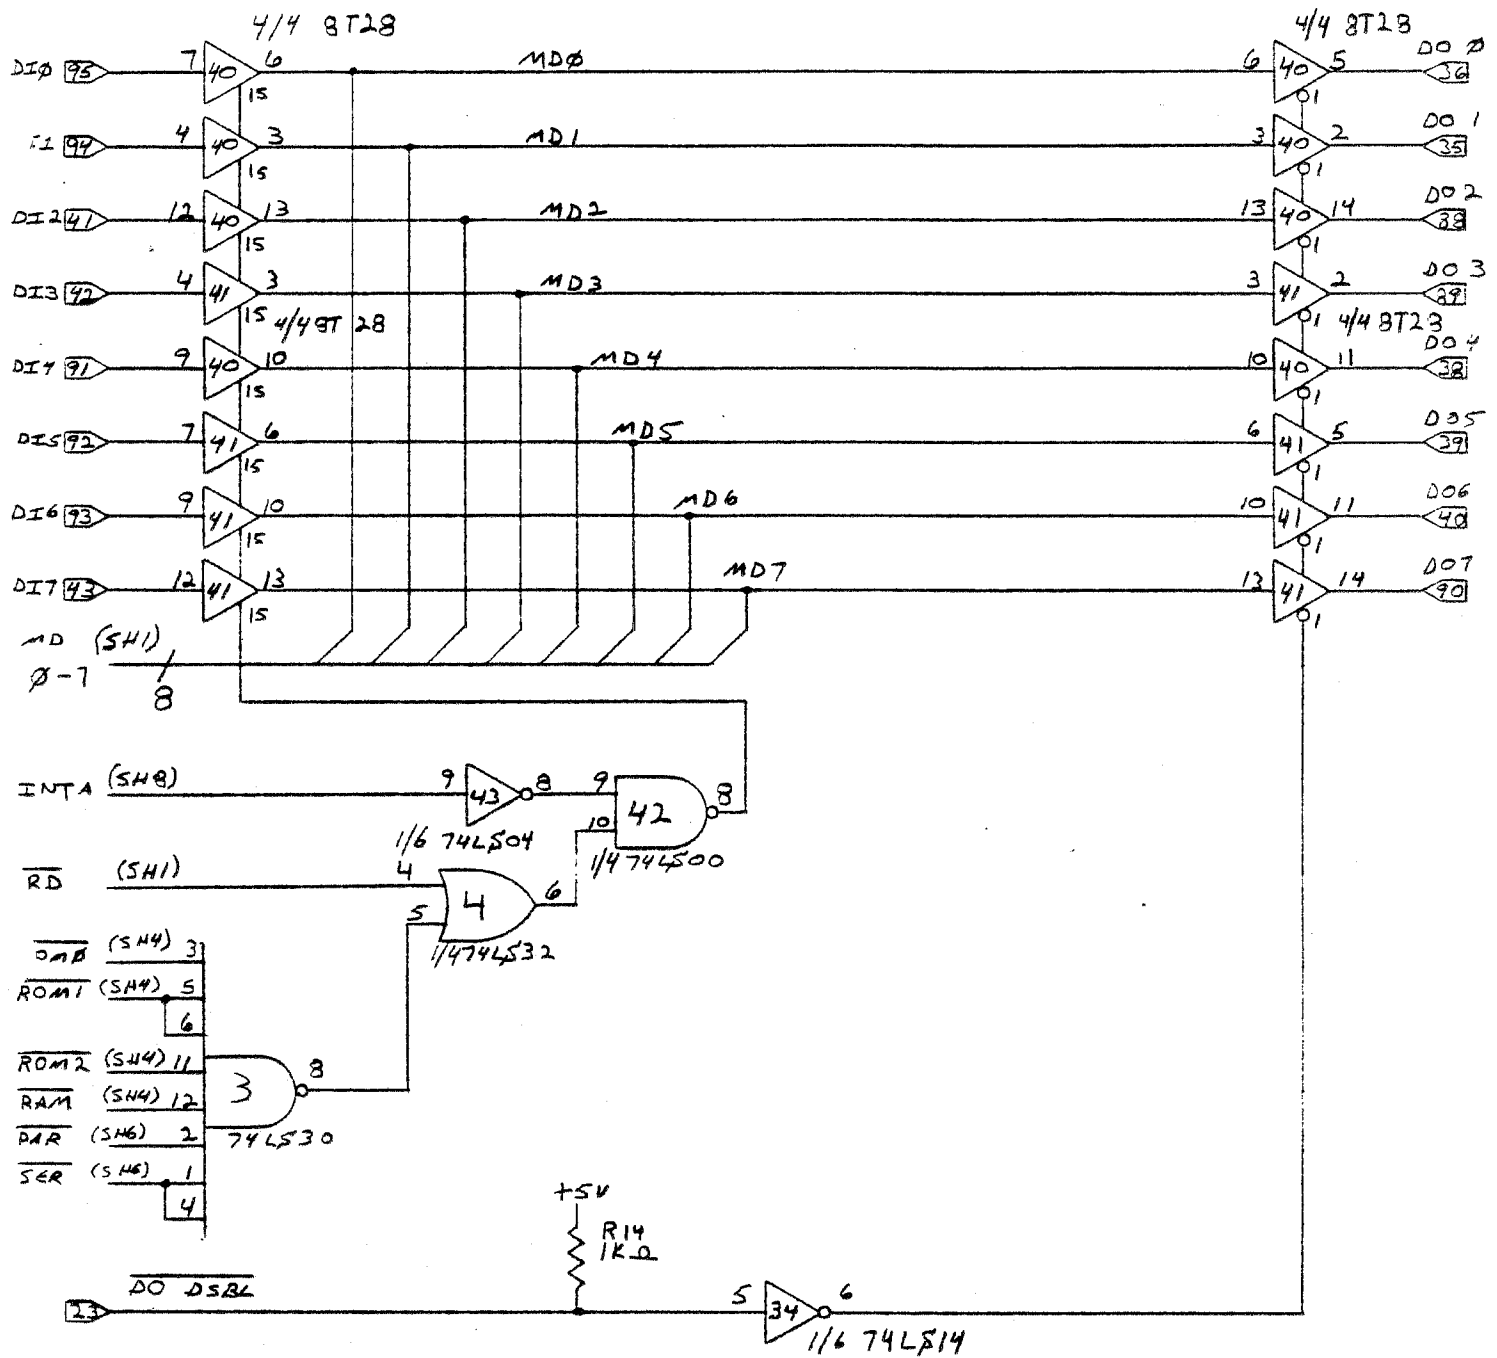 4/4 8T28
4/4 8T28
DIØ 95 7 40 6 15 MDØ 6 40 5 1 DO Ø 36
I1 94 4 40 3 15 MD1 3 40 2 1 DO 1 35
DI2 41 12 40 13 15 MD2 13 40 14 1 DO 2
DI3 42 4 41 3 15 MD3 3 41 2 1 DO 3
4/4 8T 28
4/4 8T28
DI4 91 9 40 10 15 MD4 10 40 11 1 DO 4 38
DI5 92 7 41 6 15 MD5 6 41 5 1 DO5 39
DI6 93 9 41 10 15 MD6 10 41 11 1 DO6 40
DI7 43 12 41 13 15 MD7 13 41 14 1 DO7 90
MD (SH1)
Ø-7 8
INTA (SH8) 9 43 8 9 42 8
10
1/6 74LS04
1/4 74LS00
RD (SH1) 4
4 6
5
1/4 74LS32
OMØ (SH4) 3
ROM1 (SH4) 5
6
ROM2 (SH4) 11
3 8
RAM (SH4) 12
PAR (SH6) 2
74LS30
SER (SH6) 1
4
+5V
R14
1KΩ
DO DSBL
23 5 34 6
1/6 74LS14